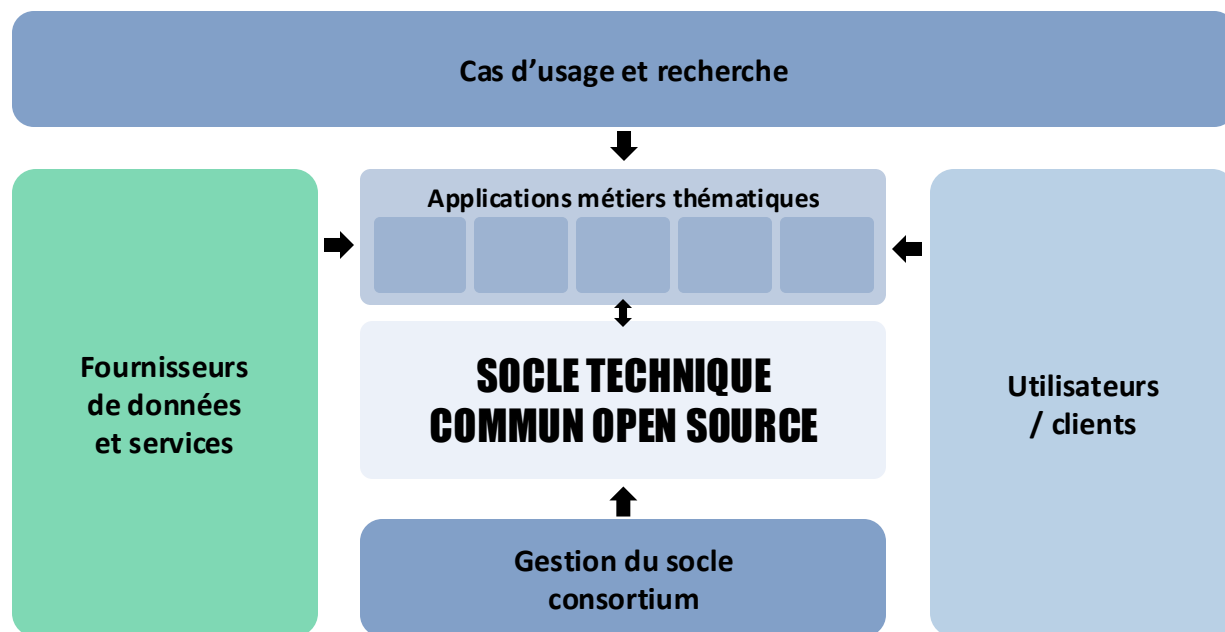 Cas d’usage et recherche
Applications métiers thématiques
Fournisseurs
de données
et services
SOCLE TECHNIQUE
COMMUN OPEN SOURCE
Utilisateurs
/ clients
Gestion du socle
consortium